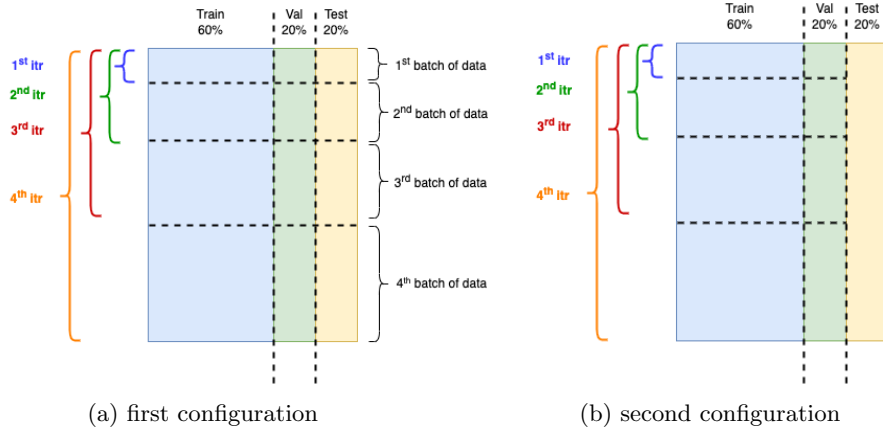 Train
60%
Val
20%
Test
20%
1st itr
2nd itr
3rd itr
4th itr
1st batch of data
2nd batch of data
3rd batch of data
4th batch of data
(a) first configuration
Train
60%
Val
20%
Test
20%
1st itr
2nd itr
3rd itr
4th itr
(b) second configuration